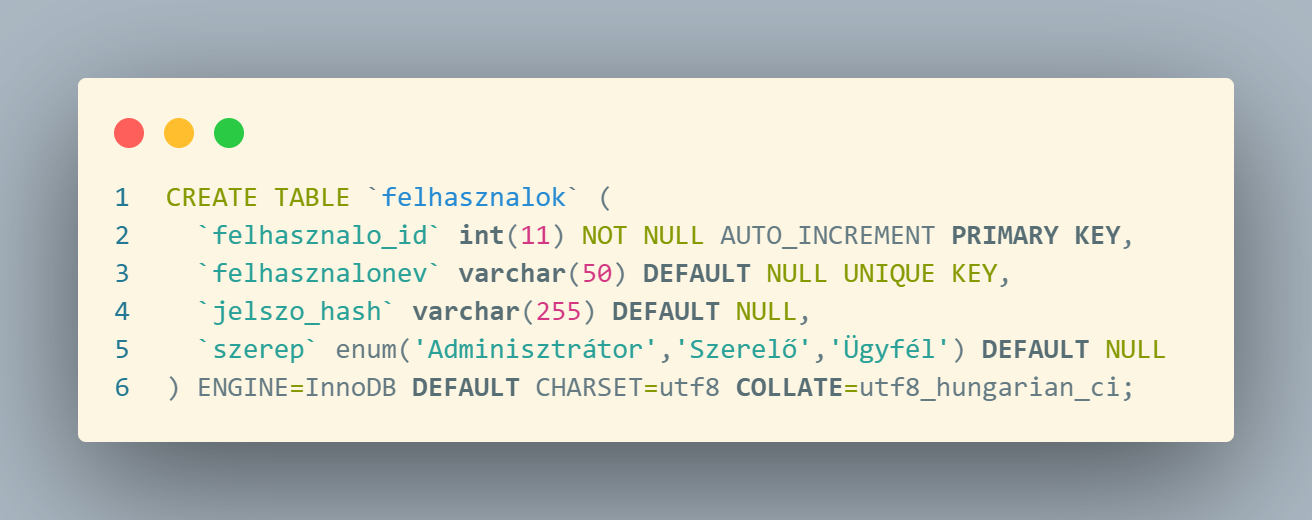 1 CREATE TABLE `felhasznalok` (
2 `felhasznalo_id` int(11) NOT NULL AUTO_INCREMENT PRIMARY KEY,
3 `felhasznalonev` varchar(50) DEFAULT NULL UNIQUE KEY,
4 `jelszo_hash` varchar(255) DEFAULT NULL,
5 `szerep` enum('Adminisztrátor','Szerelő','Ügyfél') DEFAULT NULL
6 ) ENGINE=InnoDB DEFAULT CHARSET=utf8 COLLATE=utf8_hungarian_ci;